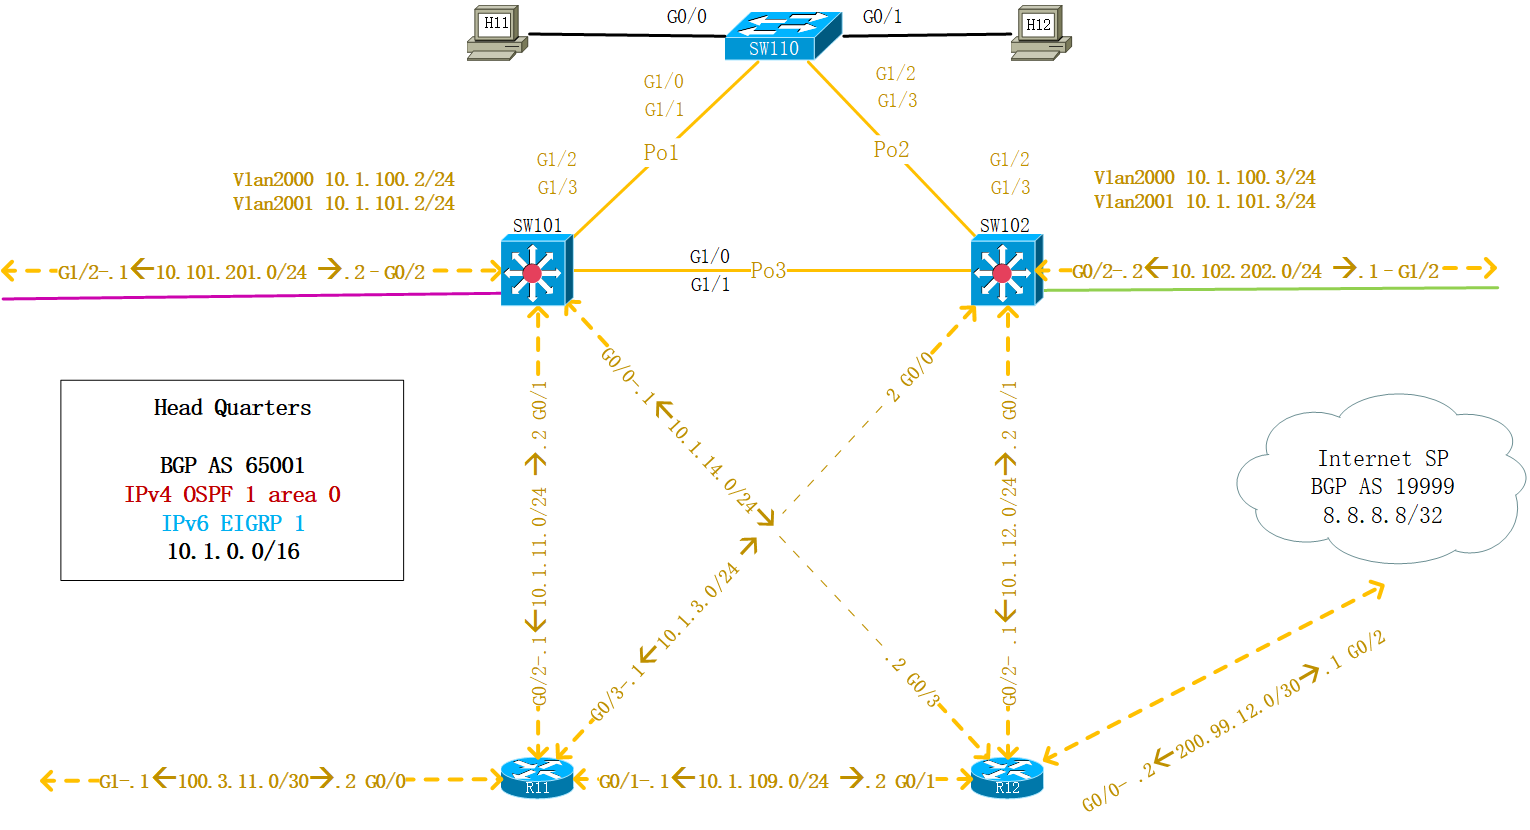 H11
G0/0
G0/1
H12
SW110
G1/0
G1/1
G1/2
G1/3
Po1
Po2
G1/2
G1/3
G1/2
G1/3
Vlan2000 10.1.100.2/24
Vlan2001 10.1.101.2/24
Vlan2000 10.1.100.3/24
Vlan2001 10.1.101.3/24
SW101
SW102
G1/2-.1←10.101.201.0/24 →.2-G0/2
G1/0
G1/1
Po3
G0/2-.2←10.102.202.0/24 →.1-G1/2
G0/0-.1←10.1.14.0/24→
.2 G0/3
.2 G0/0
G0/3-.1←10.1.3.0/24→
G0/2-.1←10.1.11.0/24→.2 G0/1
G0/2- .1←10.1.12.0/24→.2 G0/1
Head Quarters
BGP AS 65001
IPv4 OSPF 1 area 0
IPv6 EIGRP 1
10.1.0.0/16
Internet SP
BGP AS 19999
8.8.8.8/32
G0/0- .2←200.99.12.0/30→.1 G0/2
G1-.1←100.3.11.0/30→.2 G0/0
R11
G0/1-.1←10.1.109.0/24 →.2 G0/1
R12